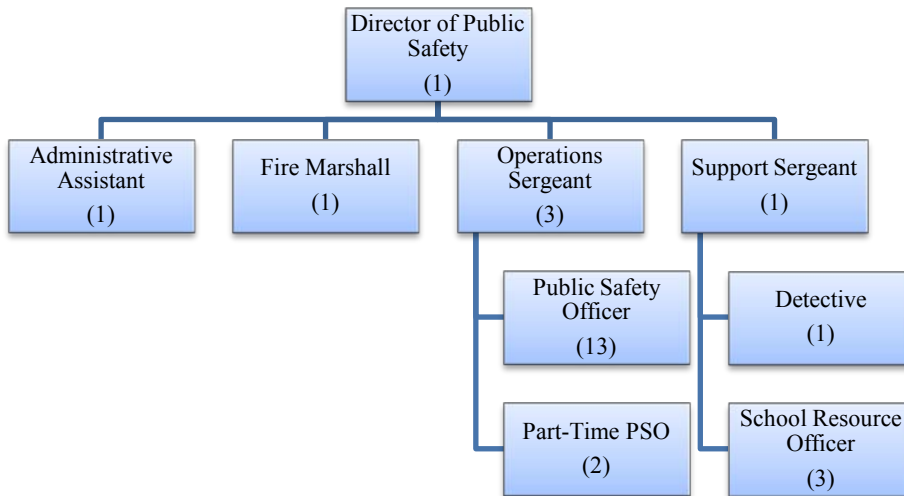 Director of Public
Safety
(1)
Administrative
Assistant
(1)
Fire Marshall
(1)
Operations
Sergeant
(3)
Support Sergeant
(1)
Public Safety
Officer
(13)
Detective
(1)
Part-Time PSO
(2)
School Resource
Officer
(3)